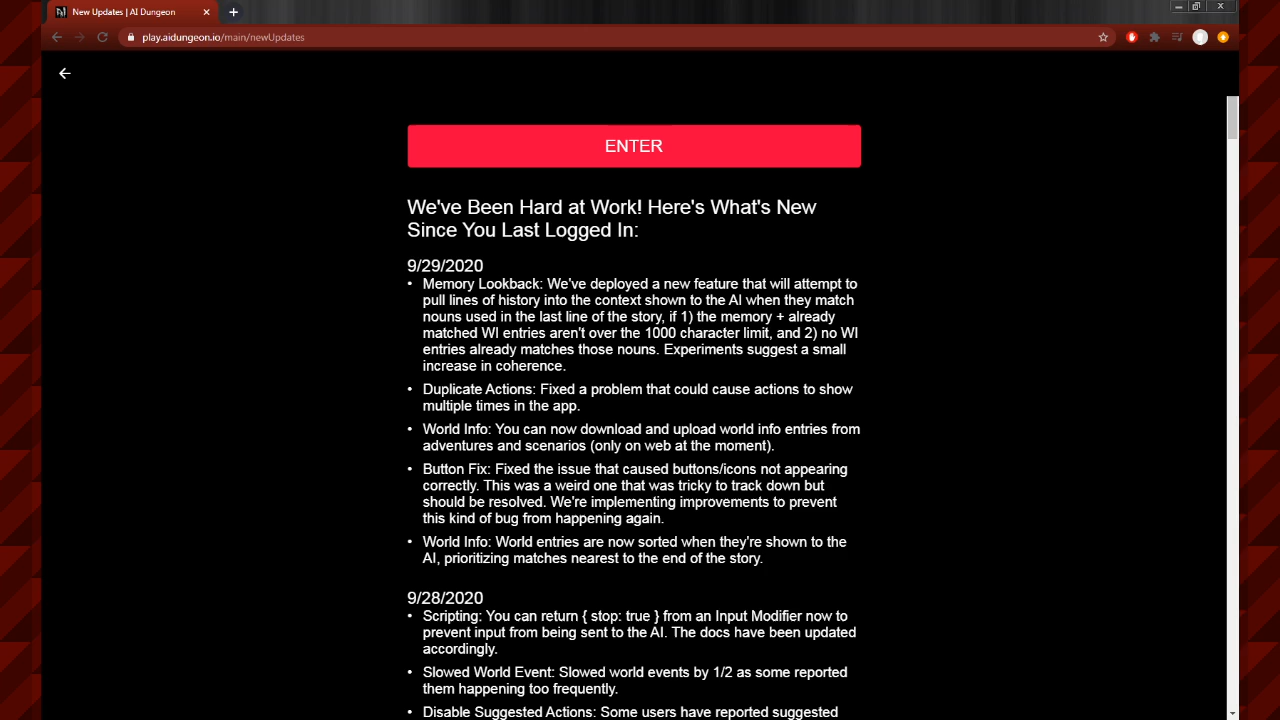 New Updates | AI Dungeon
play.aidungeon.io/main/newUpdates
ENTER
We've Been Hard at Work! Here's What's New
Since You Last Logged In:
9/29/2020
• Memory Lookback: We've deployed a new feature that will attempt to
pull lines of history into the context shown to the AI when they match
nouns used in the last line of the story, if 1) the memory + already
matched WI entries aren't over the 1000 character limit, and 2) no WI
entries already matches those nouns. Experiments suggest a small
increase in coherence.
• Duplicate Actions: Fixed a problem that could cause actions to show
multiple times in the app.
• World Info: You can now download and upload world info entries from
adventures and scenarios (only on web at the moment).
• Button Fix: Fixed the issue that caused buttons/icons not appearing
correctly. This was a weird one that was tricky to track down but
should be resolved. We're implementing improvements to prevent
this kind of bug from happening again.
• World Info: World entries are now sorted when they're shown to the
AI, prioritizing matches nearest to the end of the story.
9/28/2020
• Scripting: You can return { stop: true } from an Input Modifier now to
prevent input from being sent to the AI. The docs have been updated
accordingly.
• Slowed World Event: Slowed world events by 1/2 as some reported
them happening too frequently.
• Disable Suggested Actions: Some users have reported suggested